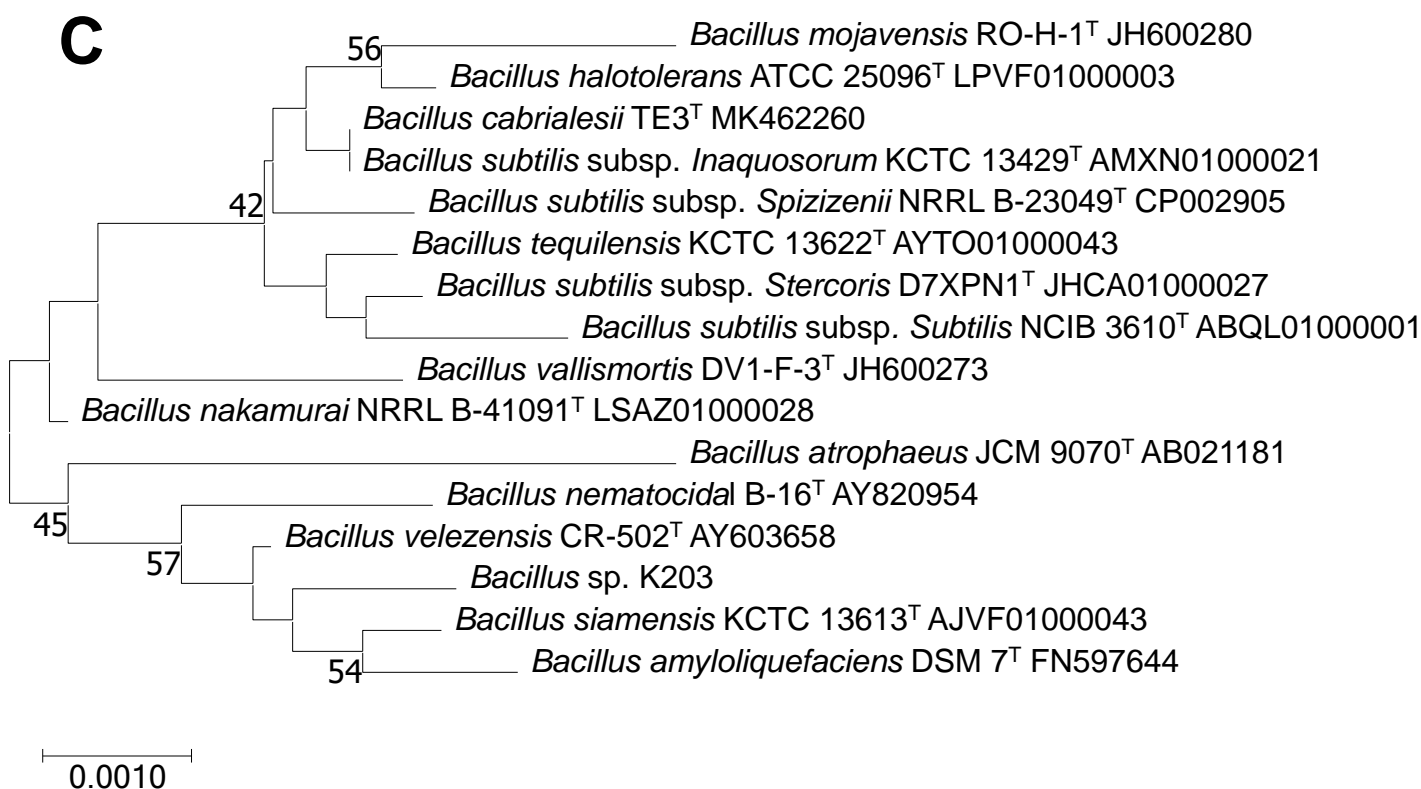 C
56
Bacillus mojavensis RO-H-1ᵀ JH600280
Bacillus halotolerans ATCC 25096ᵀ LPVF01000003
Bacillus cabrialesii TE3ᵀ MK462260
Bacillus subtilis subsp. Inaquosorum KCTC 13429ᵀ AMXN01000021
42
Bacillus subtilis subsp. Spizizenii NRRL B-23049ᵀ CP002905
Bacillus tequilensis KCTC 13622ᵀ AYTO01000043
Bacillus subtilis subsp. Stercoris D7XPN1ᵀ JHCA01000027
Bacillus subtilis subsp. Subtilis NCIB 3610ᵀ ABQL01000001
Bacillus vallismortis DV1-F-3ᵀ JH600273
Bacillus nakamurai NRRL B-41091ᵀ LSAZ01000028
Bacillus atrophaeus JCM 9070ᵀ AB021181
Bacillus nematocidal B-16ᵀ AY820954
45
Bacillus velezensis CR-502ᵀ AY603658
57
Bacillus sp. K203
Bacillus siamensis KCTC 13613ᵀ AJVF01000043
Bacillus amyloliquefaciens DSM 7ᵀ FN597644
54
0.0010